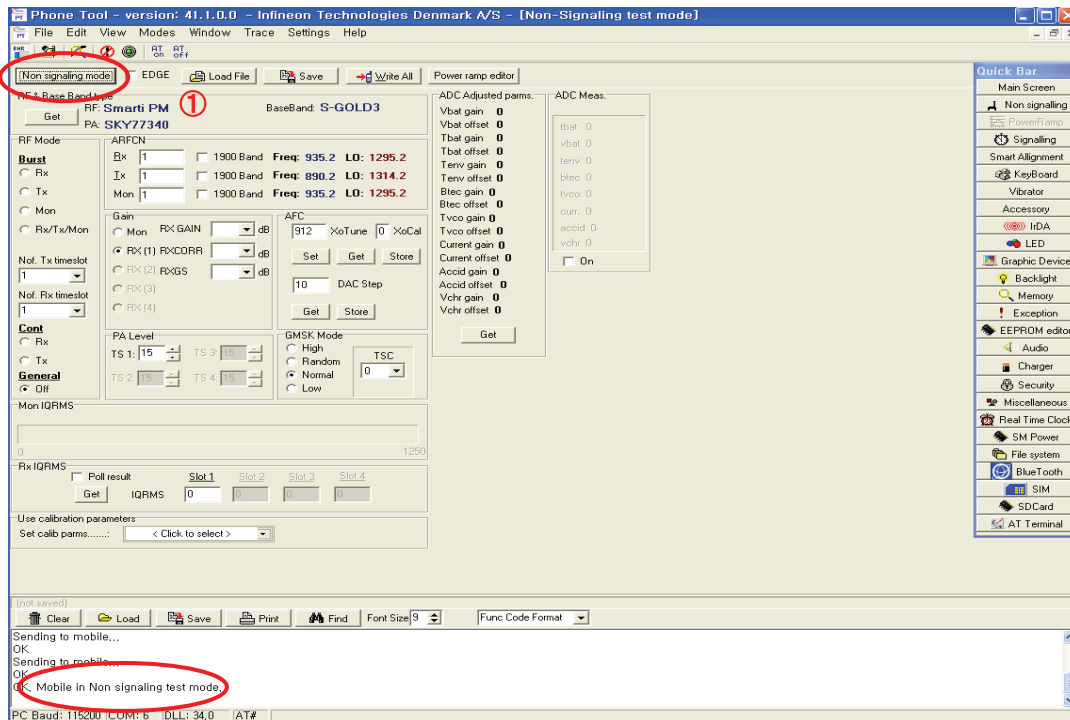 Phone Tool - version: 41.1.0.0 - Infineon Technologies Denmark A/S - [Non-Signaling test mode]
File Edit View Modes Window Trace Settings Help
BAR AT on AT off
Non signaling mode EDGE Load File Save Write All Power ramp editor
①
RF & Base Band type
Get RF: Smarti PM BaseBand: S-GOLD3
PA: SKY77340
RF Mode
Burst
Rx
Tx
Mon
Rx/Tx/Mon
Nof. Tx timeslot
1
Nof. Rx timeslot
1
Cont
Rx
Tx
General
Off
ARFCN
Rx 1 1900 Band Freq: 935.2 LO: 1295.2
Tx 1 1900 Band Freq: 890.2 LO: 1314.2
Mon 1 1900 Band Freq: 935.2 LO: 1295.2
Gain
Mon RX GAIN dB
RX (1) RXCORR dB
RX (2) RXGS dB
RX (3)
RX (4)
AFC
912 XoTune 0 XoCal
Set Get Store
10 DAC Step
Get Store
PA Level
TS 1: 15 TS 3: 15
TS 2: 15 TS 4: 15
GMSK Mode
High
Random
Normal
Low
TSC
0
Mon IQRMS
0 1250
Rx IQRMS
Poll result Slot 1 Slot 2 Slot 3 Slot 4
Get IQRMS 0 0 0 0
Use calibration parameters
Set calib parms......: < Click to select >
ADC Adjusted parms.
Vbat gain 0
Vbat offset 0
Tbat gain 0
Tbat offset 0
Tenv gain 0
Tenv offset 0
Btec gain 0
Btec offset 0
Tvco gain 0
Tvco offset 0
Current gain 0
Current offset 0
Accid gain 0
Accid offset 0
Vchr gain 0
Vchr offset 0
Get
ADC Meas.
tbat 0
vbat 0
tenv 0
btec 0
tvco 0
curr. 0
accid 0
vchr 0
On
Quick Bar
Main Screen
Non signalling
PowerRamp
Signalling
Smart Allignment
KeyBoard
Vibrator
Accessory
IrDA
LED
Graphic Device
Backlight
Memory
Exception
EEPROM editor
Audio
Charger
Security
Miscellaneous
Real Time Clock
SM Power
File system
BlueTooth
SIM
SDCard
AT Terminal
(not saved)
Clear Load Save Print Find Font Size 9 Func Code Format
Sending to mobile...
OK
Sending to mobile...
OK
OK, Mobile in Non signaling test mode,
PC Baud: 115200 COM: 6 DLL: 34,0 AT#